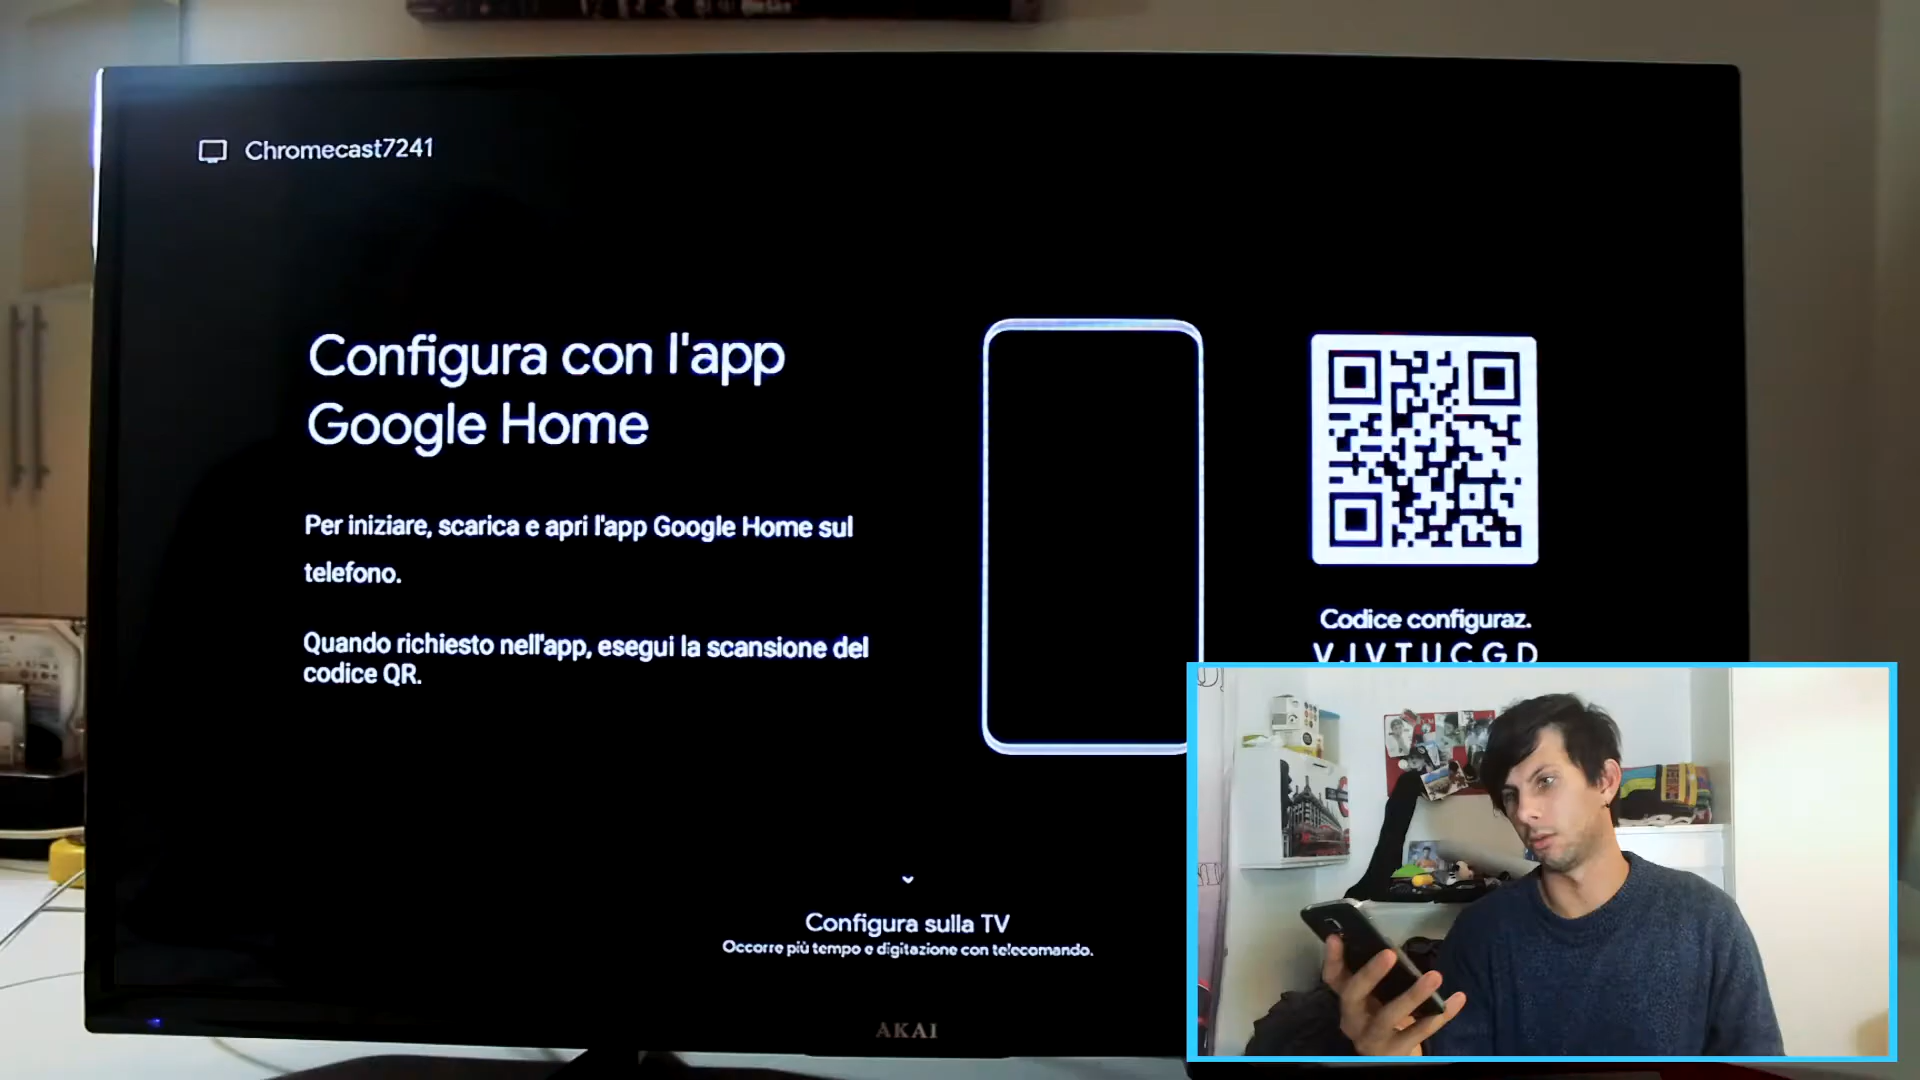 Chromecast7241
Configura con l'app
Google Home
Per iniziare, scarica e apri l'app Google Home sul
telefono.
Quando richiesto nell'app, esegui la scansione del
codice QR.
Codice configuraz.
VJVTUCGD
Configura sulla TV
Occorre più tempo e digitazione con telecomando.
AKAI